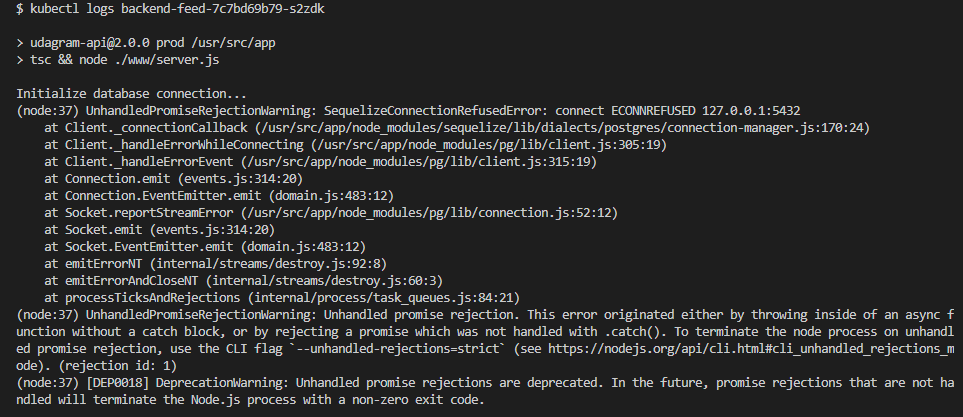 $ kubectl logs backend-feed-7c7bd69b79-s2zdk
> udagram-api@2.0.0 prod /usr/src/app
> tsc && node ./www/server.js
Initialize database connection...
(node:37) UnhandledPromiseRejectionWarning: SequelizeConnectionRefusedError: connect ECONNREFUSED 127.0.0.1:5432
    at Client._connectionCallback (/usr/src/app/node_modules/sequelize/lib/dialects/postgres/connection-manager.js:170:24)
    at Client._handleErrorWhileConnecting (/usr/src/app/node_modules/pg/lib/client.js:305:19)
    at Client._handleErrorEvent (/usr/src/app/node_modules/pg/lib/client.js:315:19)
    at Connection.emit (events.js:314:20)
    at Connection.EventEmitter.emit (domain.js:483:12)
    at Socket.reportStreamError (/usr/src/app/node_modules/pg/lib/connection.js:52:12)
    at Socket.emit (events.js:314:20)
    at Socket.EventEmitter.emit (domain.js:483:12)
    at emitErrorNT (internal/streams/destroy.js:92:8)
    at emitErrorAndCloseNT (internal/streams/destroy.js:60:3)
    at processTicksAndRejections (internal/process/task_queues.js:84:21)
(node:37) UnhandledPromiseRejectionWarning: Unhandled promise rejection. This error originated either by throwing inside of an async f
unction without a catch block, or by rejecting a promise which was not handled with .catch(). To terminate the node process on unhandl
ed promise rejection, use the CLI flag `--unhandled-rejections=strict` (see https://nodejs.org/api/cli.html#cli_unhandled_rejections_m
ode). (rejection id: 1)
(node:37) [DEP0018] DeprecationWarning: Unhandled promise rejections are deprecated. In the future, promise rejections that are not ha
ndled will terminate the Node.js process with a non-zero exit code.